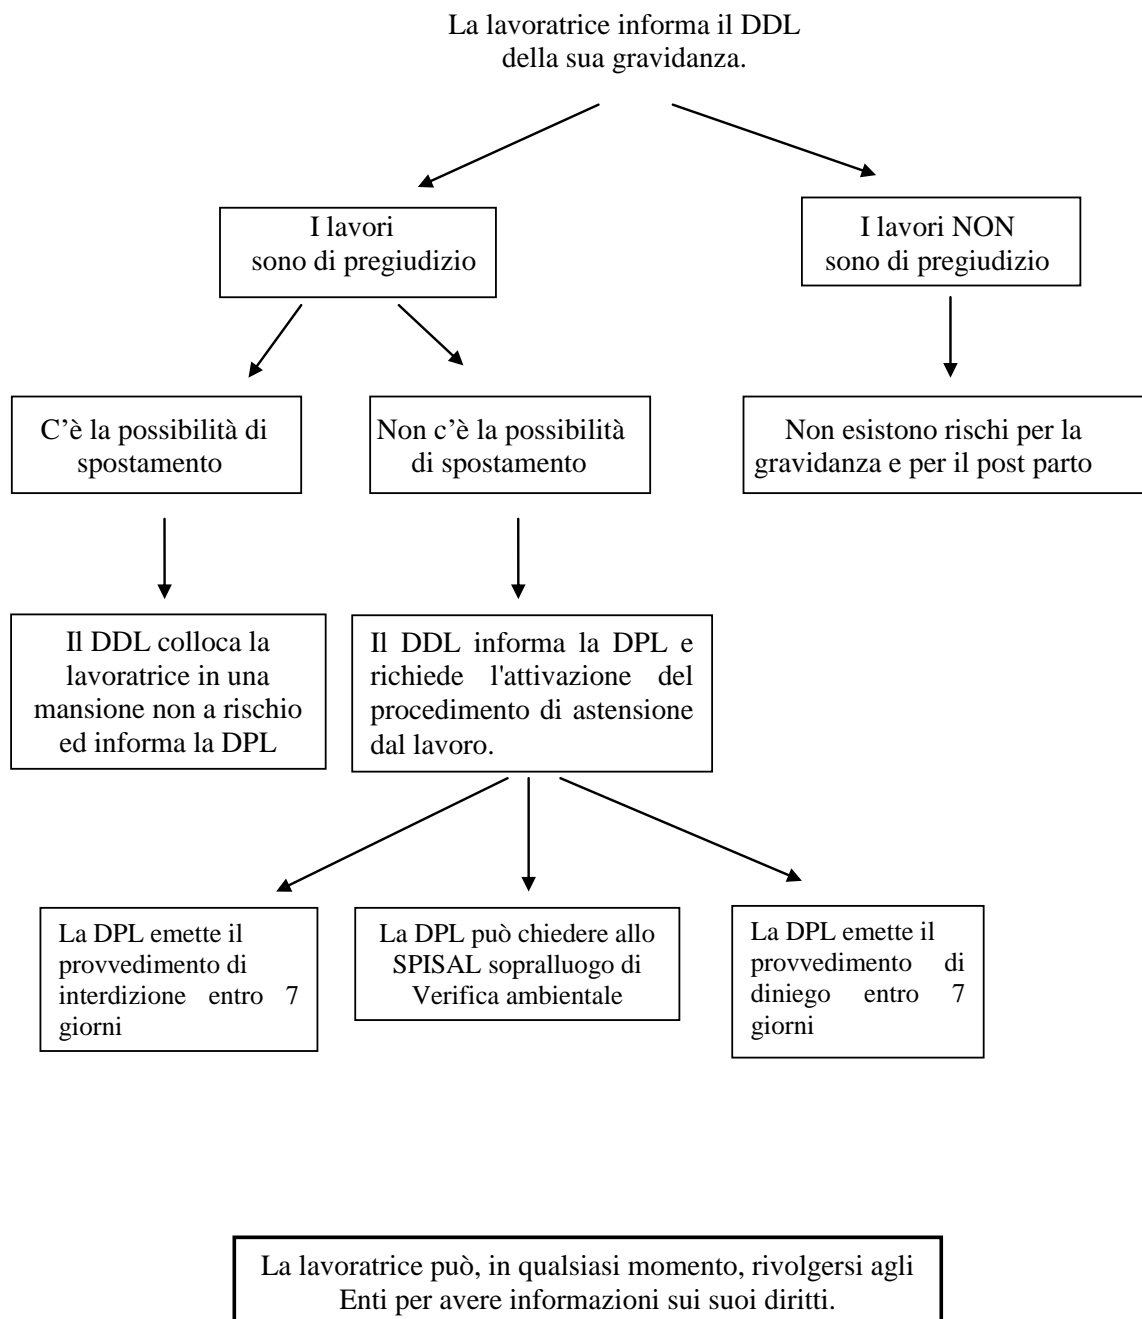 La lavoratrice informa il DDL
della sua gravidanza.
I lavori
sono di pregiudizio
I lavori NON
sono di pregiudizio
C’è la possibilità di
spostamento
Non c’è la possibilità
di spostamento
Non esistono rischi per la
gravidanza e per il post parto
Il DDL colloca la
lavoratrice in una
mansione non a rischio
ed informa la DPL
Il DDL informa la DPL e
richiede l'attivazione del
procedimento di astensione
dal lavoro.
La DPL emette il
provvedimento di
interdizione entro 7
giorni
La DPL può chiedere allo
SPISAL sopralluogo di
Verifica ambientale
La DPL emette il
provvedimento di
diniego entro 7
giorni
La lavoratrice può, in qualsiasi momento, rivolgersi agli
Enti per avere informazioni sui suoi diritti.